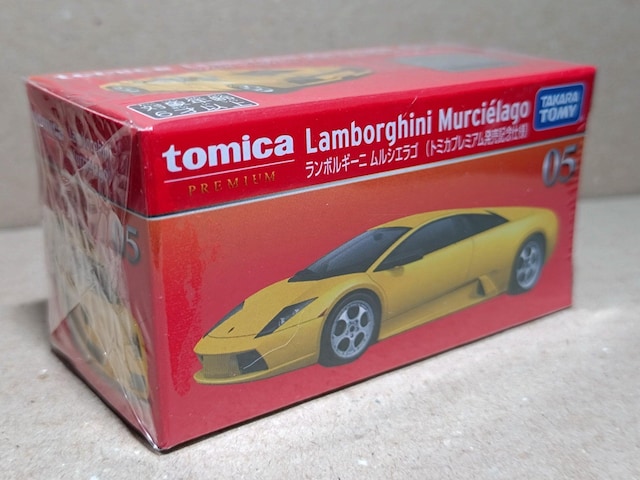 tomica
PREMIUM
Lamborghini Murciélago
ランボルギーニ ムルシエラゴ (トミカプレミアム発売記念仕様)
TAKARA
TOMY
05
05